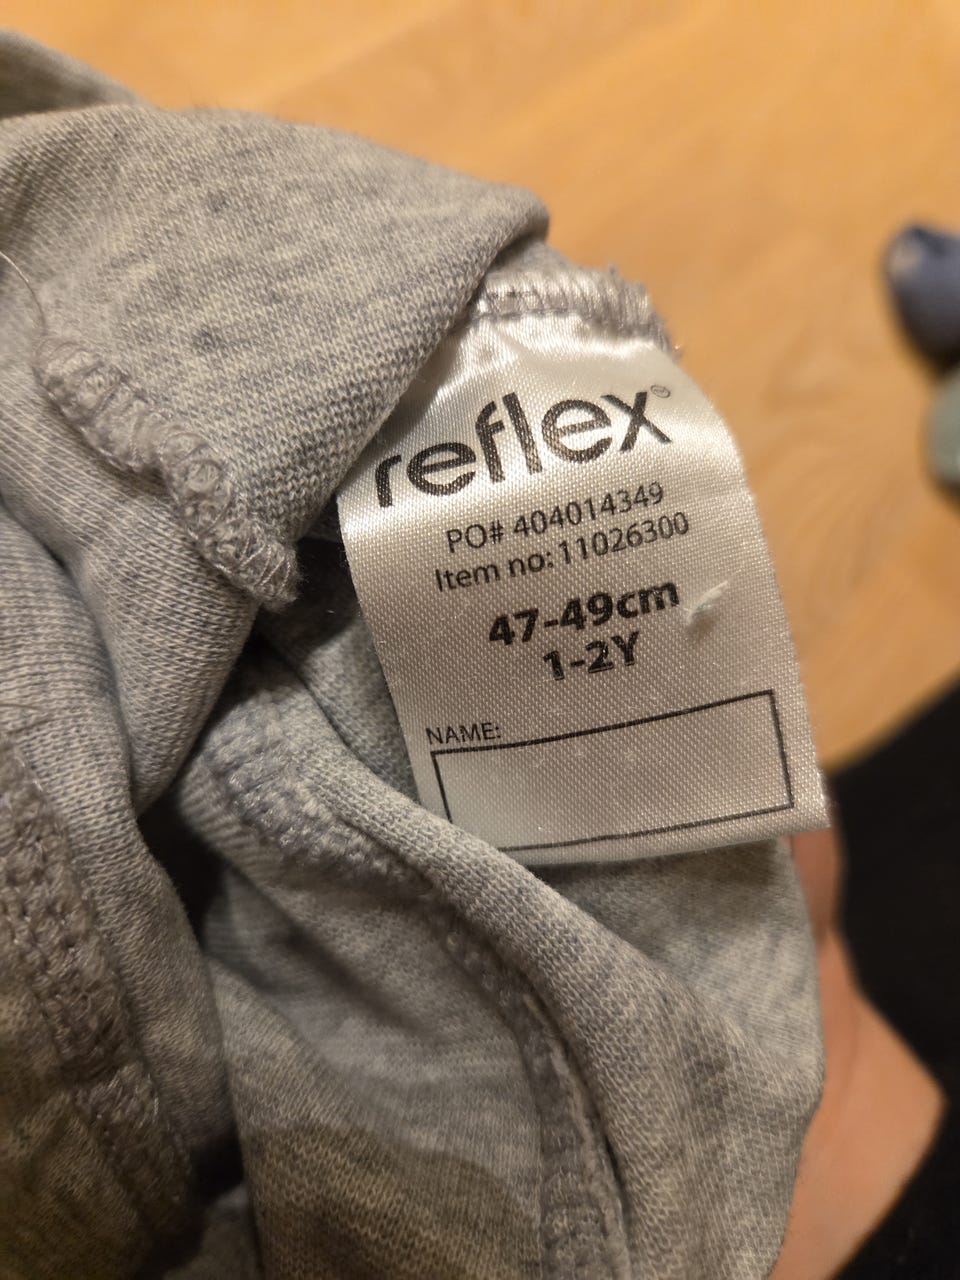 reflex®
PO# 404014349
Item no: 11026300
47-49cm
1-2Y
NAME: